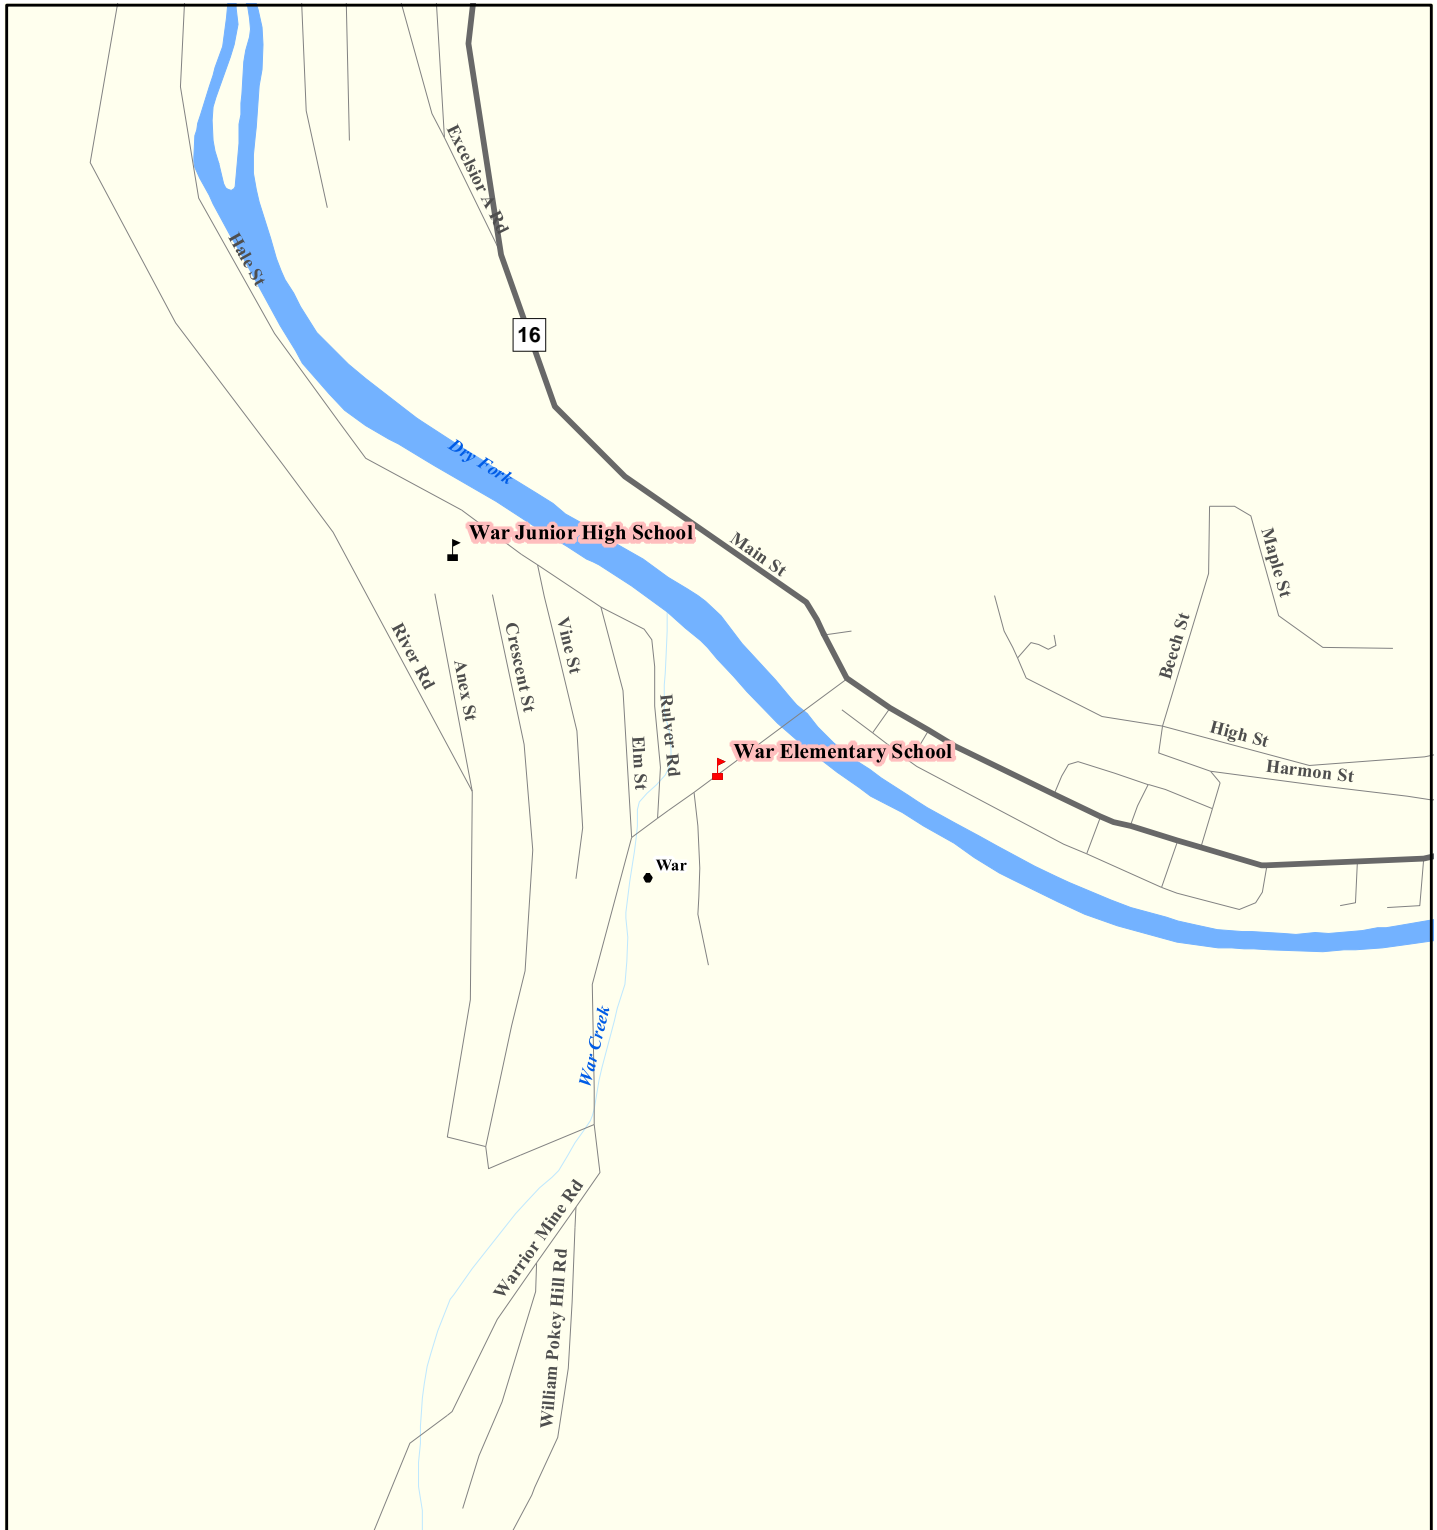 Excelsior A Rd
Hale St
16
Dry Fork
War Junior High School
Main St
Maple St
Beech St
River Rd
Anex St
Crescent St
Vine St
Elm St
Rulver Rd
High St
War Elementary School
Harmon St
War
War Creek
Warrior Mine Rd
William Pokey Hill Rd